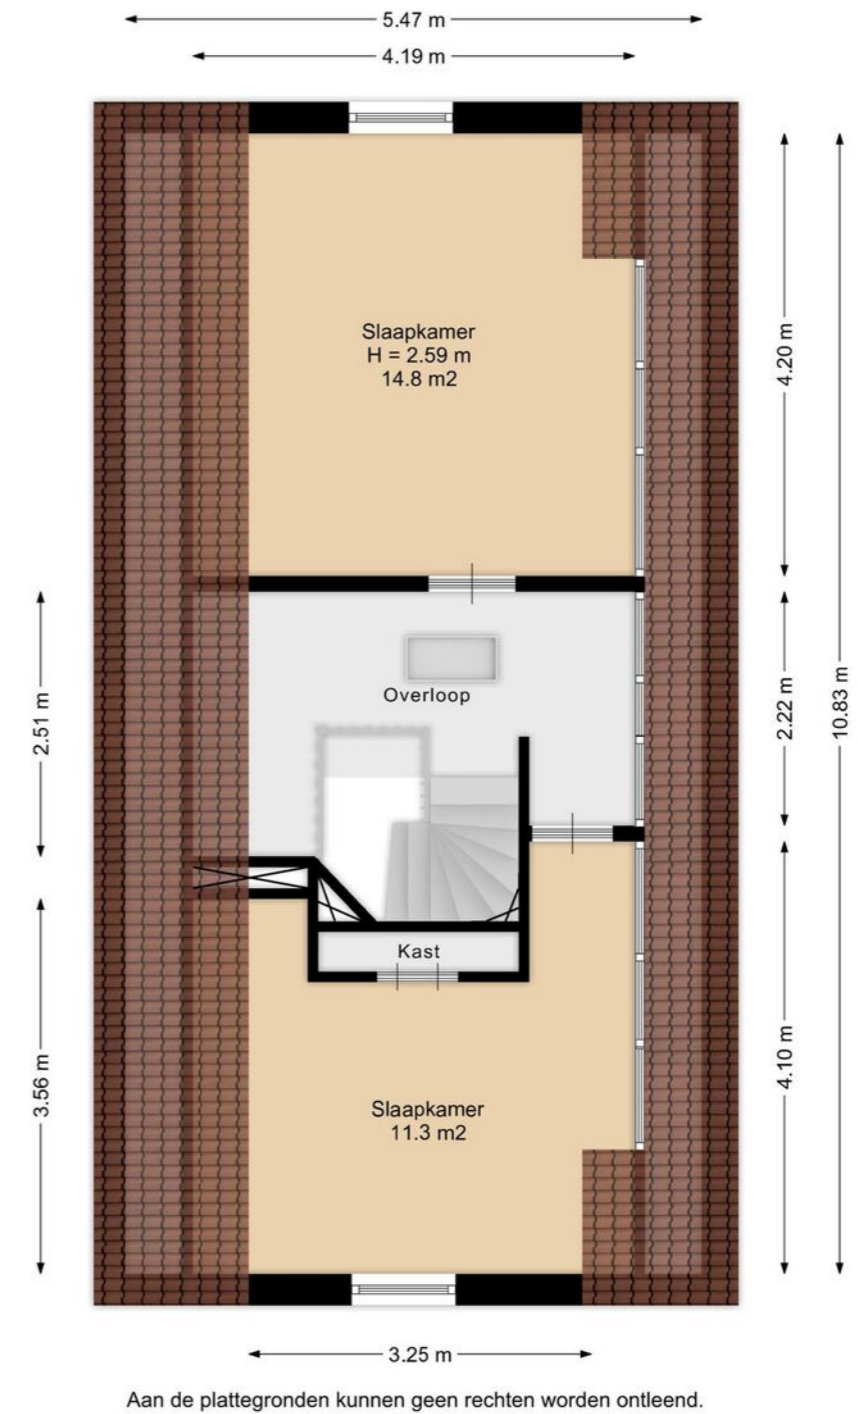 5.47 m
4.19 m
Slaapkamer
H = 2.59 m
14.8 m2
4.20 m
Overloop
2.51 m
2.22 m
10.83 m
Kast
3.56 m
4.10 m
Slaapkamer
11.3 m2
3.25 m
Aan de plattegronden kunnen geen rechten worden ontleend.